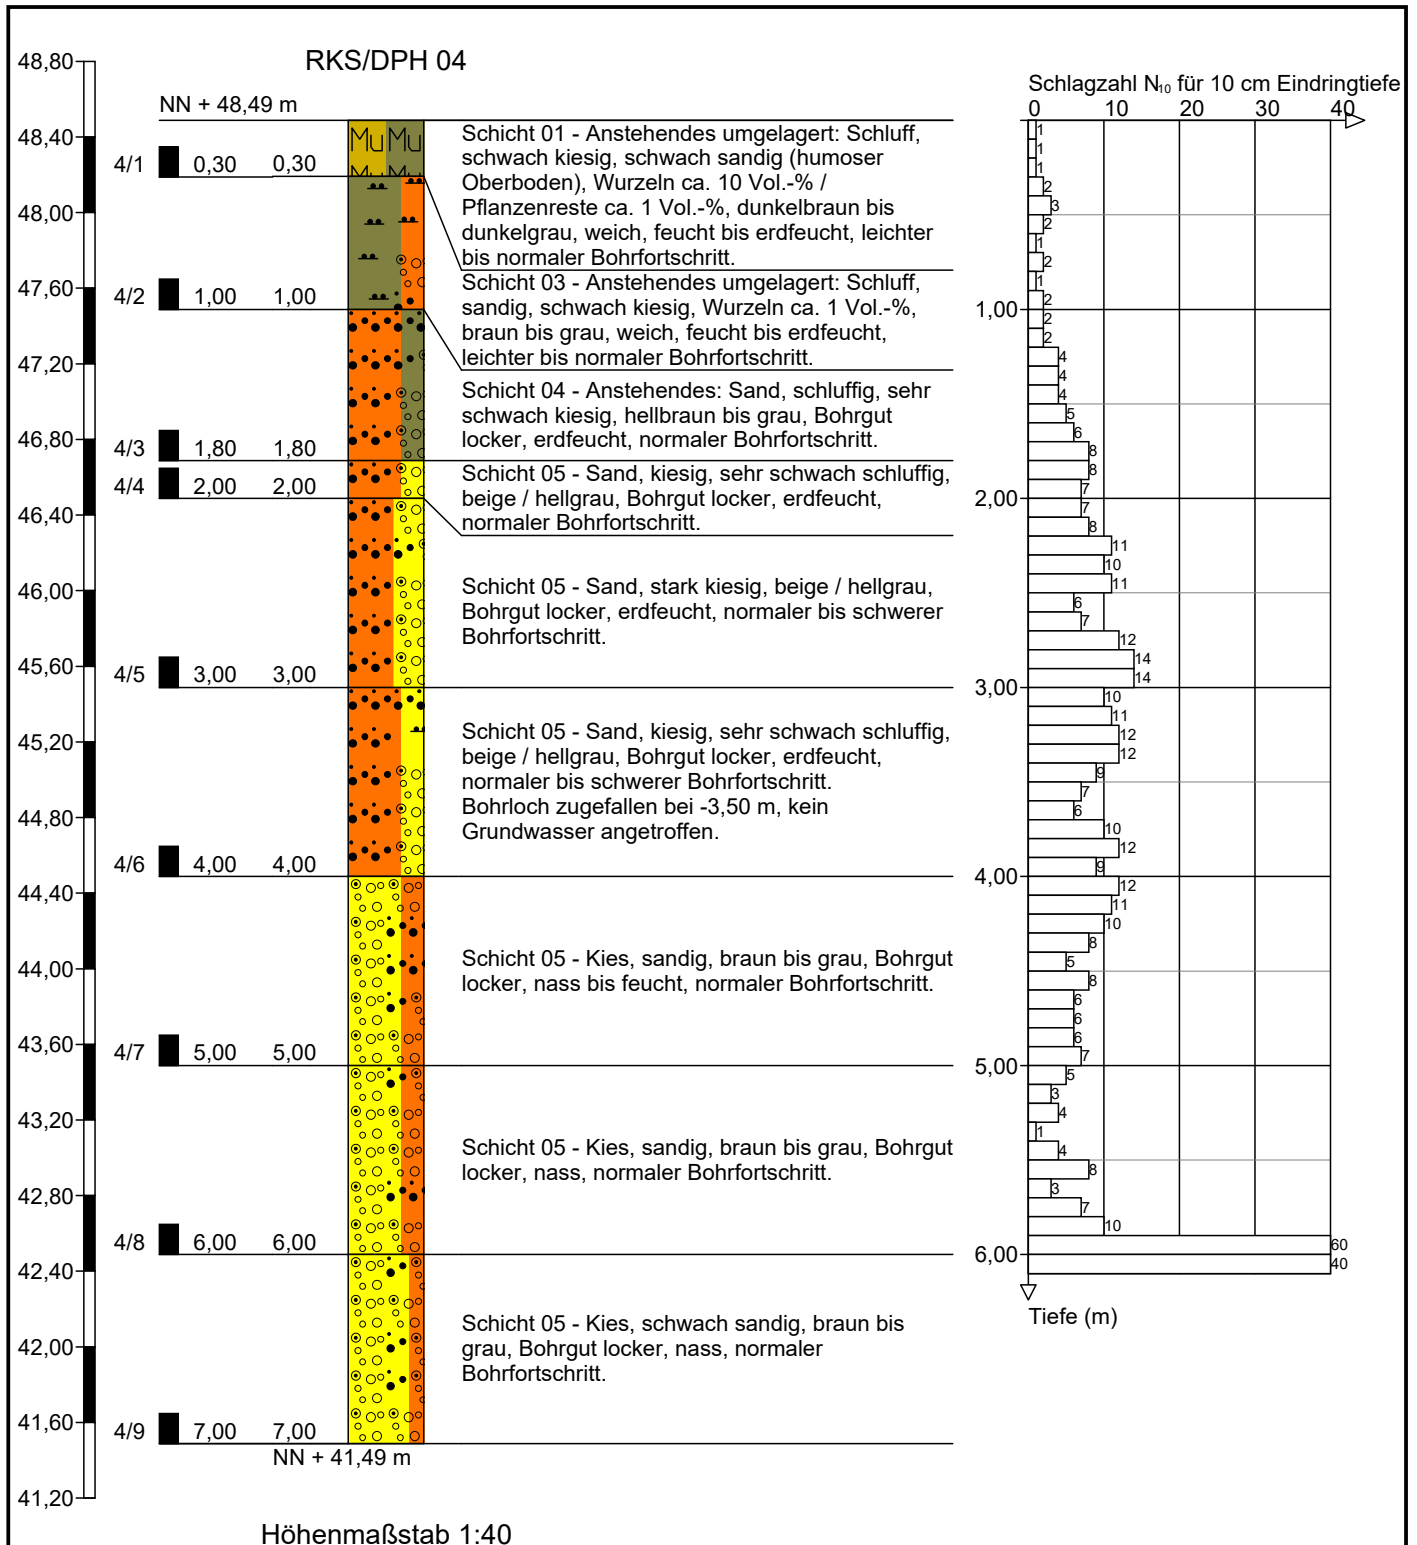 RKS/DPH 04
NN + 48,49 m
48,80
48,40
48,00
47,60
47,20
46,80
46,40
46,00
45,60
45,20
44,80
44,40
44,00
43,60
43,20
42,80
42,40
42,00
41,60
41,20
4/1 0,30 0,30
4/2 1,00 1,00
4/3 1,80 1,80
4/4 2,00 2,00
4/5 3,00 3,00
4/6 4,00 4,00
4/7 5,00 5,00
4/8 6,00 6,00
4/9 7,00 7,00
Mu Mu
Mu Mu
Schicht 01 - Anstehendes umgelagert: Schluff,
schwach kiesig, schwach sandig (humoser
Oberboden), Wurzeln ca. 10 Vol.-% /
Pflanzenreste ca. 1 Vol.-%, dunkelbraun bis
dunkelgrau, weich, feucht bis erdfeucht, leichter
bis normaler Bohrfortschritt.
Schicht 03 - Anstehendes umgelagert: Schluff,
sandig, schwach kiesig, Wurzeln ca. 1 Vol.-%,
braun bis grau, weich, feucht bis erdfeucht,
leichter bis normaler Bohrfortschritt.
Schicht 04 - Anstehendes: Sand, schluffig, sehr
schwach kiesig, hellbraun bis grau, Bohrgut
locker, erdfeucht, normaler Bohrfortschritt.
Schicht 05 - Sand, kiesig, sehr schwach schluffig,
beige / hellgrau, Bohrgut locker, erdfeucht,
normaler Bohrfortschritt.
Schicht 05 - Sand, stark kiesig, beige / hellgrau,
Bohrgut locker, erdfeucht, normaler bis schwerer
Bohrfortschritt.
Schicht 05 - Sand, kiesig, sehr schwach schluffig,
beige / hellgrau, Bohrgut locker, erdfeucht,
normaler bis schwerer Bohrfortschritt.
Bohrloch zugefallen bei -3,50 m, kein
Grundwasser angetroffen.
Schicht 05 - Kies, sandig, braun bis grau, Bohrgut
locker, nass bis feucht, normaler Bohrfortschritt.
Schicht 05 - Kies, sandig, braun bis grau, Bohrgut
locker, nass, normaler Bohrfortschritt.
Schicht 05 - Kies, schwach sandig, braun bis
grau, Bohrgut locker, nass, normaler
Bohrfortschritt.
NN + 41,49 m
Höhenmaßstab 1:40
Schlagzahl N₁₀ für 10 cm Eindringtiefe
0 10 20 30 40
1
1
1
2
3
2
1
2
1
2
1,00
2
2
4
4
4
5
6
8
8
7
2,00
7
8
11
10
11
6
7
12
14
14
3,00
10
11
12
12
9
7
6
10
12
9
4,00
12
11
10
8
5
8
6
6
6
7
5,00
5
3
4
1
4
8
3
7
10
60
6,00
40
Tiefe (m)